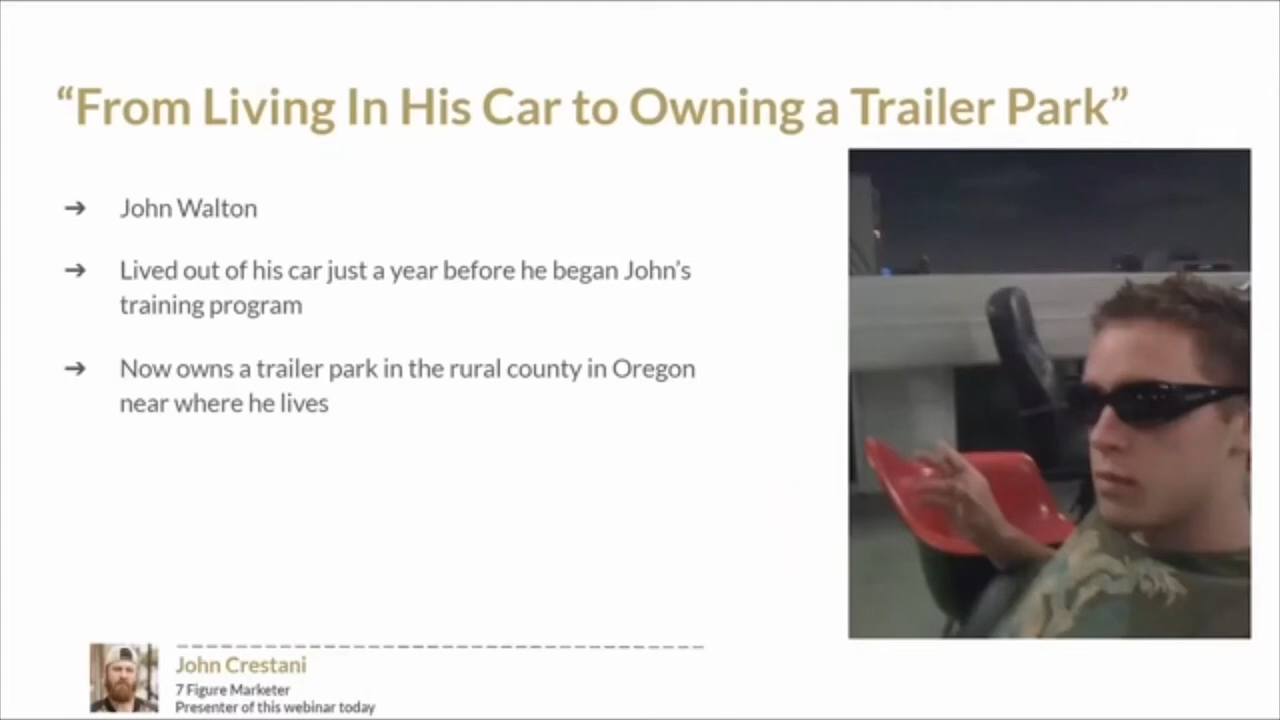 “From Living In His Car to Owning a Trailer Park”
➔ John Walton
➔ Lived out of his car just a year before he began John’s
training program
➔ Now owns a trailer park in the rural county in Oregon
near where he lives
John Crestani
7 Figure Marketer
Presenter of this webinar today